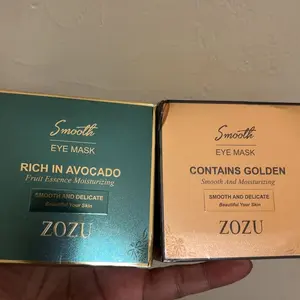 Smooth
EYE MASK
RICH IN AVOCADO
Fruit Essence Moisturizing
SMOOTH AND DELICATE
Beautiful Your Skin
ZOZU
Smooth
EYE MASK
CONTAINS GOLDEN
Smooth And Moisturizing
SMOOTH AND DELICATE
Beautiful Your Skin
ZOZU